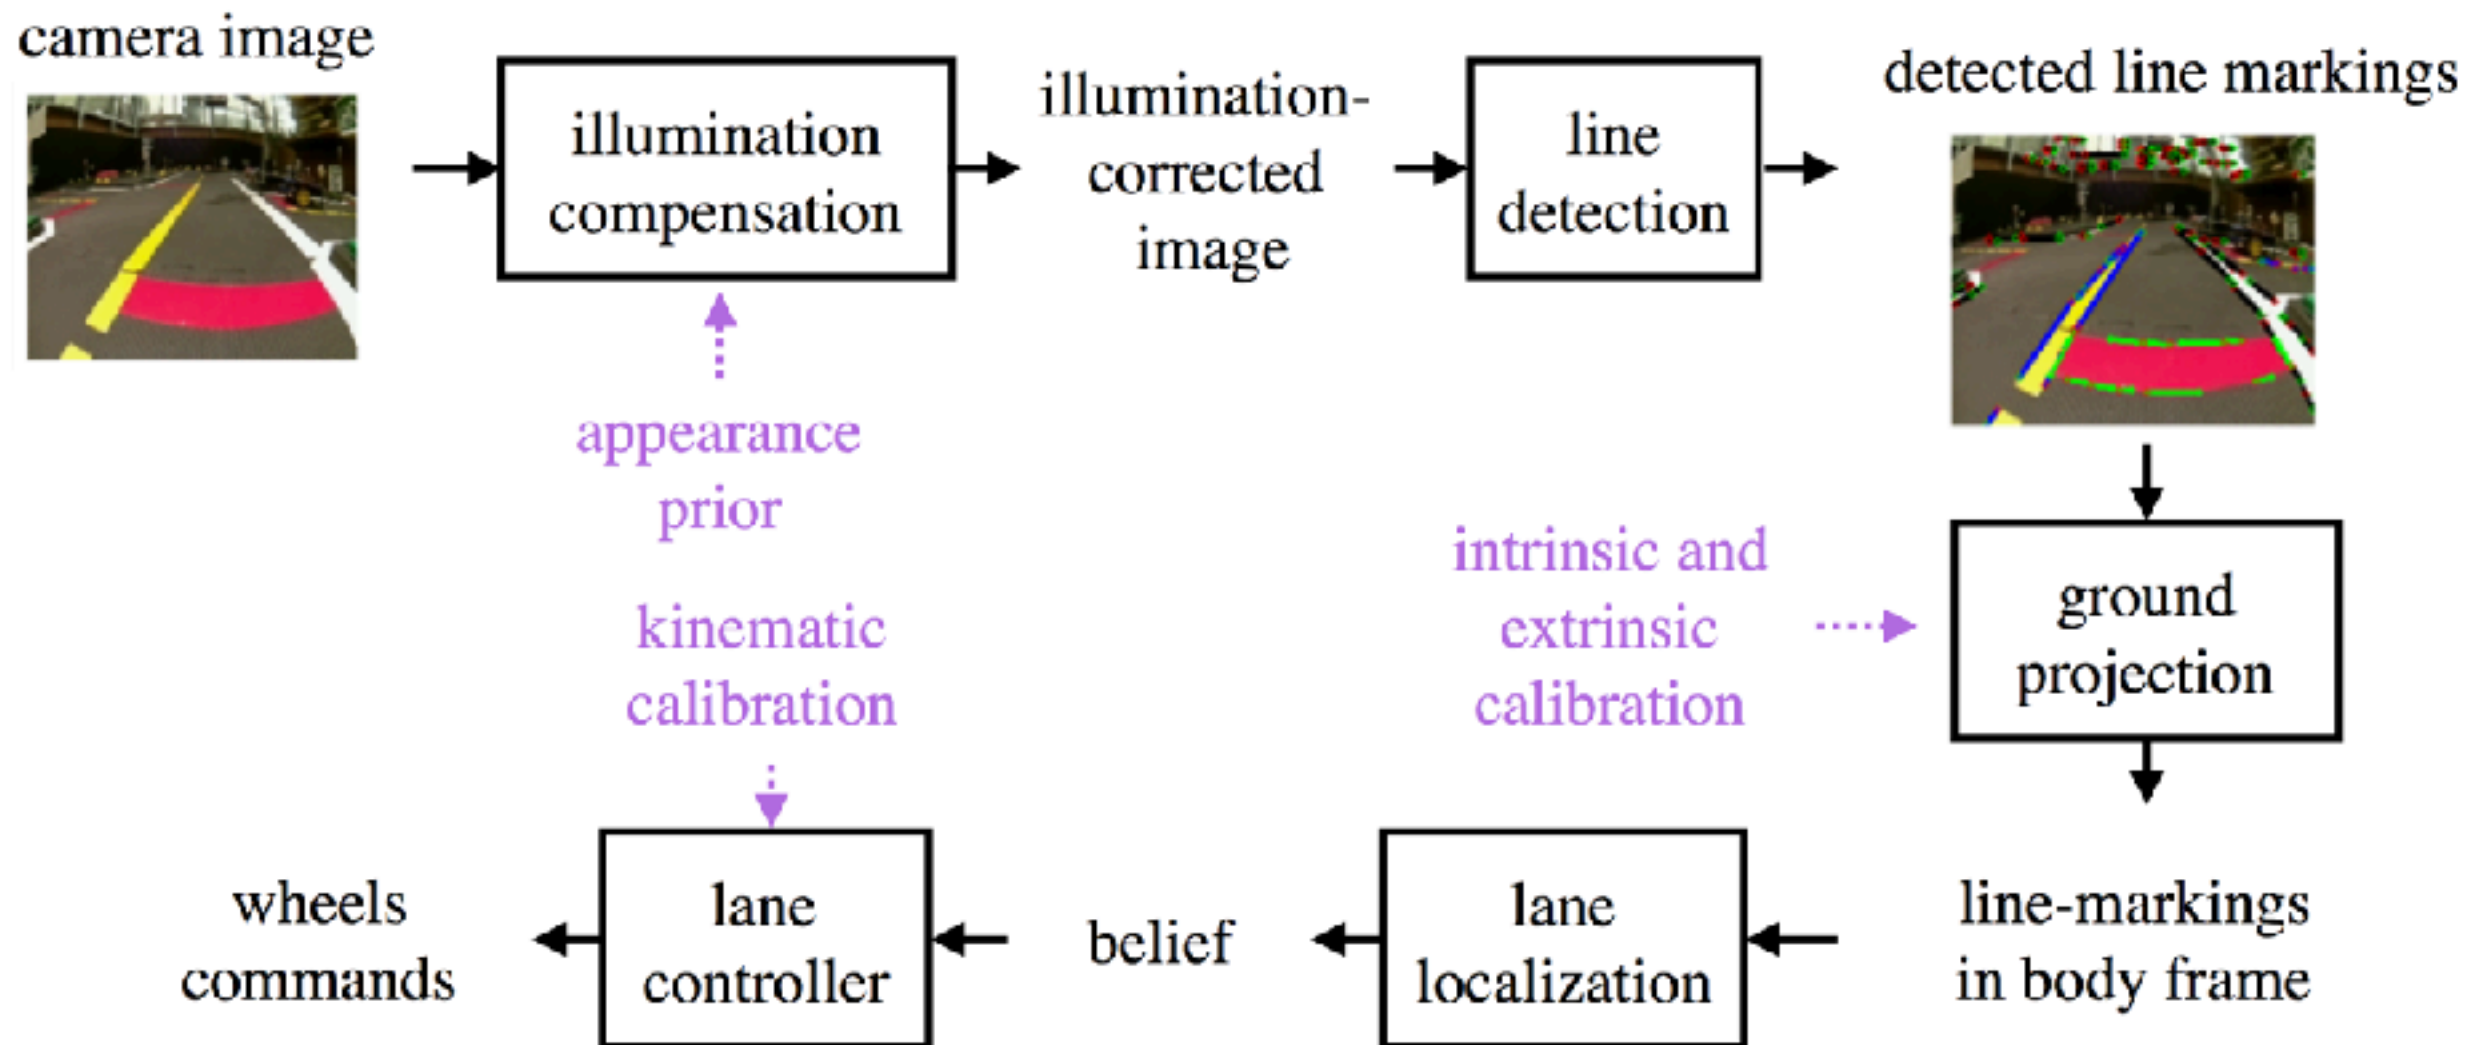 camera image
illumination
compensation
illumination-
corrected
image
line
detection
detected line markings
appearance
prior
kinematic
calibration
intrinsic and
extrinsic
calibration
ground
projection
wheels
commands
lane
controller
belief
lane
localization
line-markings
in body frame